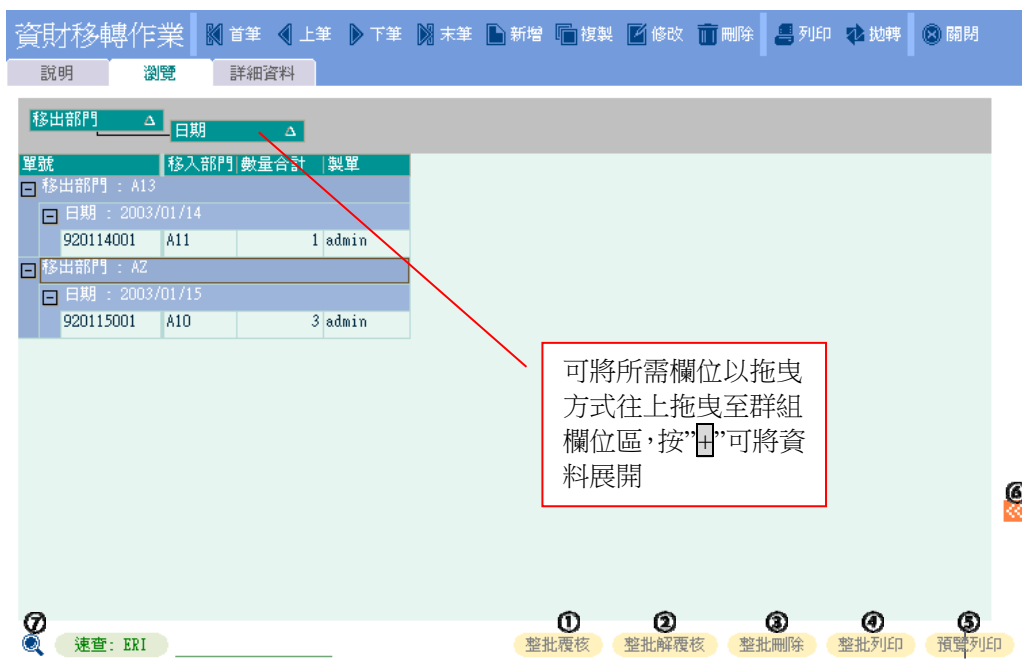 資財移轉作業 首筆 上筆 下筆 末筆 新增 複製 修改 刪除 列印 拋轉 關閉
說明 瀏覽 詳細資料
移出部門 △
日期 △
單號 移入部門 數量合計 製單
移出部門 : A13
日期 : 2003/01/14
920114001 A11 1 admin
移出部門 : AZ
日期 : 2003/01/15
920115001 A10 3 admin
可將所需欄位以拖曳
方式往上拖曳至群組
欄位區，按”+”可將資
料展開
⑥
⑦ ① ② ③ ④ ⑤
速查: ERI 整批覆核 整批解覆核 整批刪除 整批列印 預覽列印